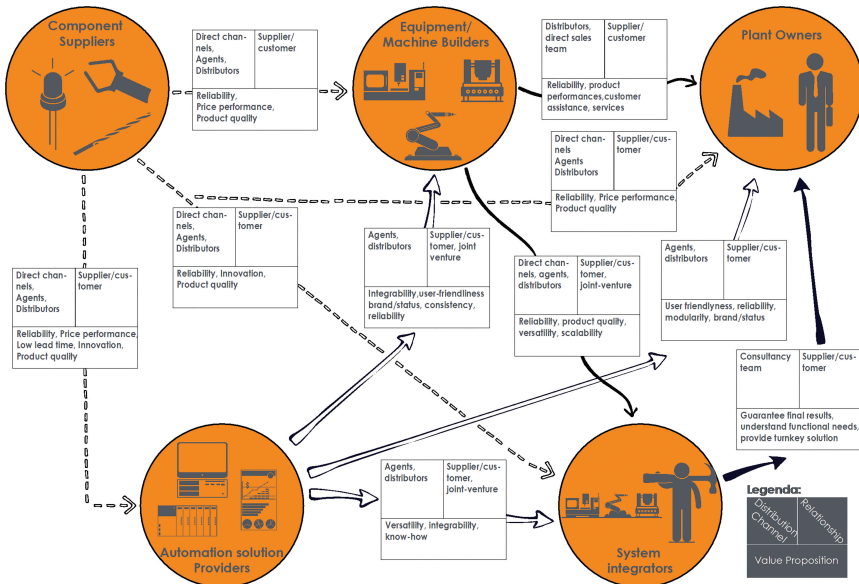 Component
Suppliers
Direct chan-
nels,
Agents,
Distributors
Supplier/
customer
Reliability,
Price performance,
Product quality
Equipment/
Machine Builders
Distributors,
direct sales
team
Supplier/
customer
Reliability, product
performances,customer
assistance, services
Plant Owners
Direct chan-
nels
Agents
Distributors
Supplier/cus-
tomer
Reliability, Price performance,
Product quality
Direct chan-
nels,
Agents,
Distributors
Supplier/cus-
tomer
Reliability, Innovation,
Product quality
Agents,
distributors
Supplier/cus-
tomer, joint
venture
Integrability,user-friendliness
brand/status, consistency,
reliability
Direct chan-
nels, agents,
distributors
Supplier/cus-
tomer,
joint-venture
Reliability, product quality,
versatility, scalability
Agents,
distributors
Supplier/cus-
tomer
User friendlyness, reliability,
modularity, brand/status
Direct chan-
nels,
Agents,
Distributors
Supplier/cus-
tomer
Reliability, Price performance,
Low lead time, Innovation,
Product quality
Consultancy
team
Supplier/cus-
tomer
Guarantee final results,
understand functional needs,
provide turnkey solution
Agents,
distributors
Supplier/cus-
tomer,
joint-venture
Versatility, integrability,
know-how
Automation solution
Providers
System
integrators
Legenda:
Distribution
Channel
Relationship
Value Proposition